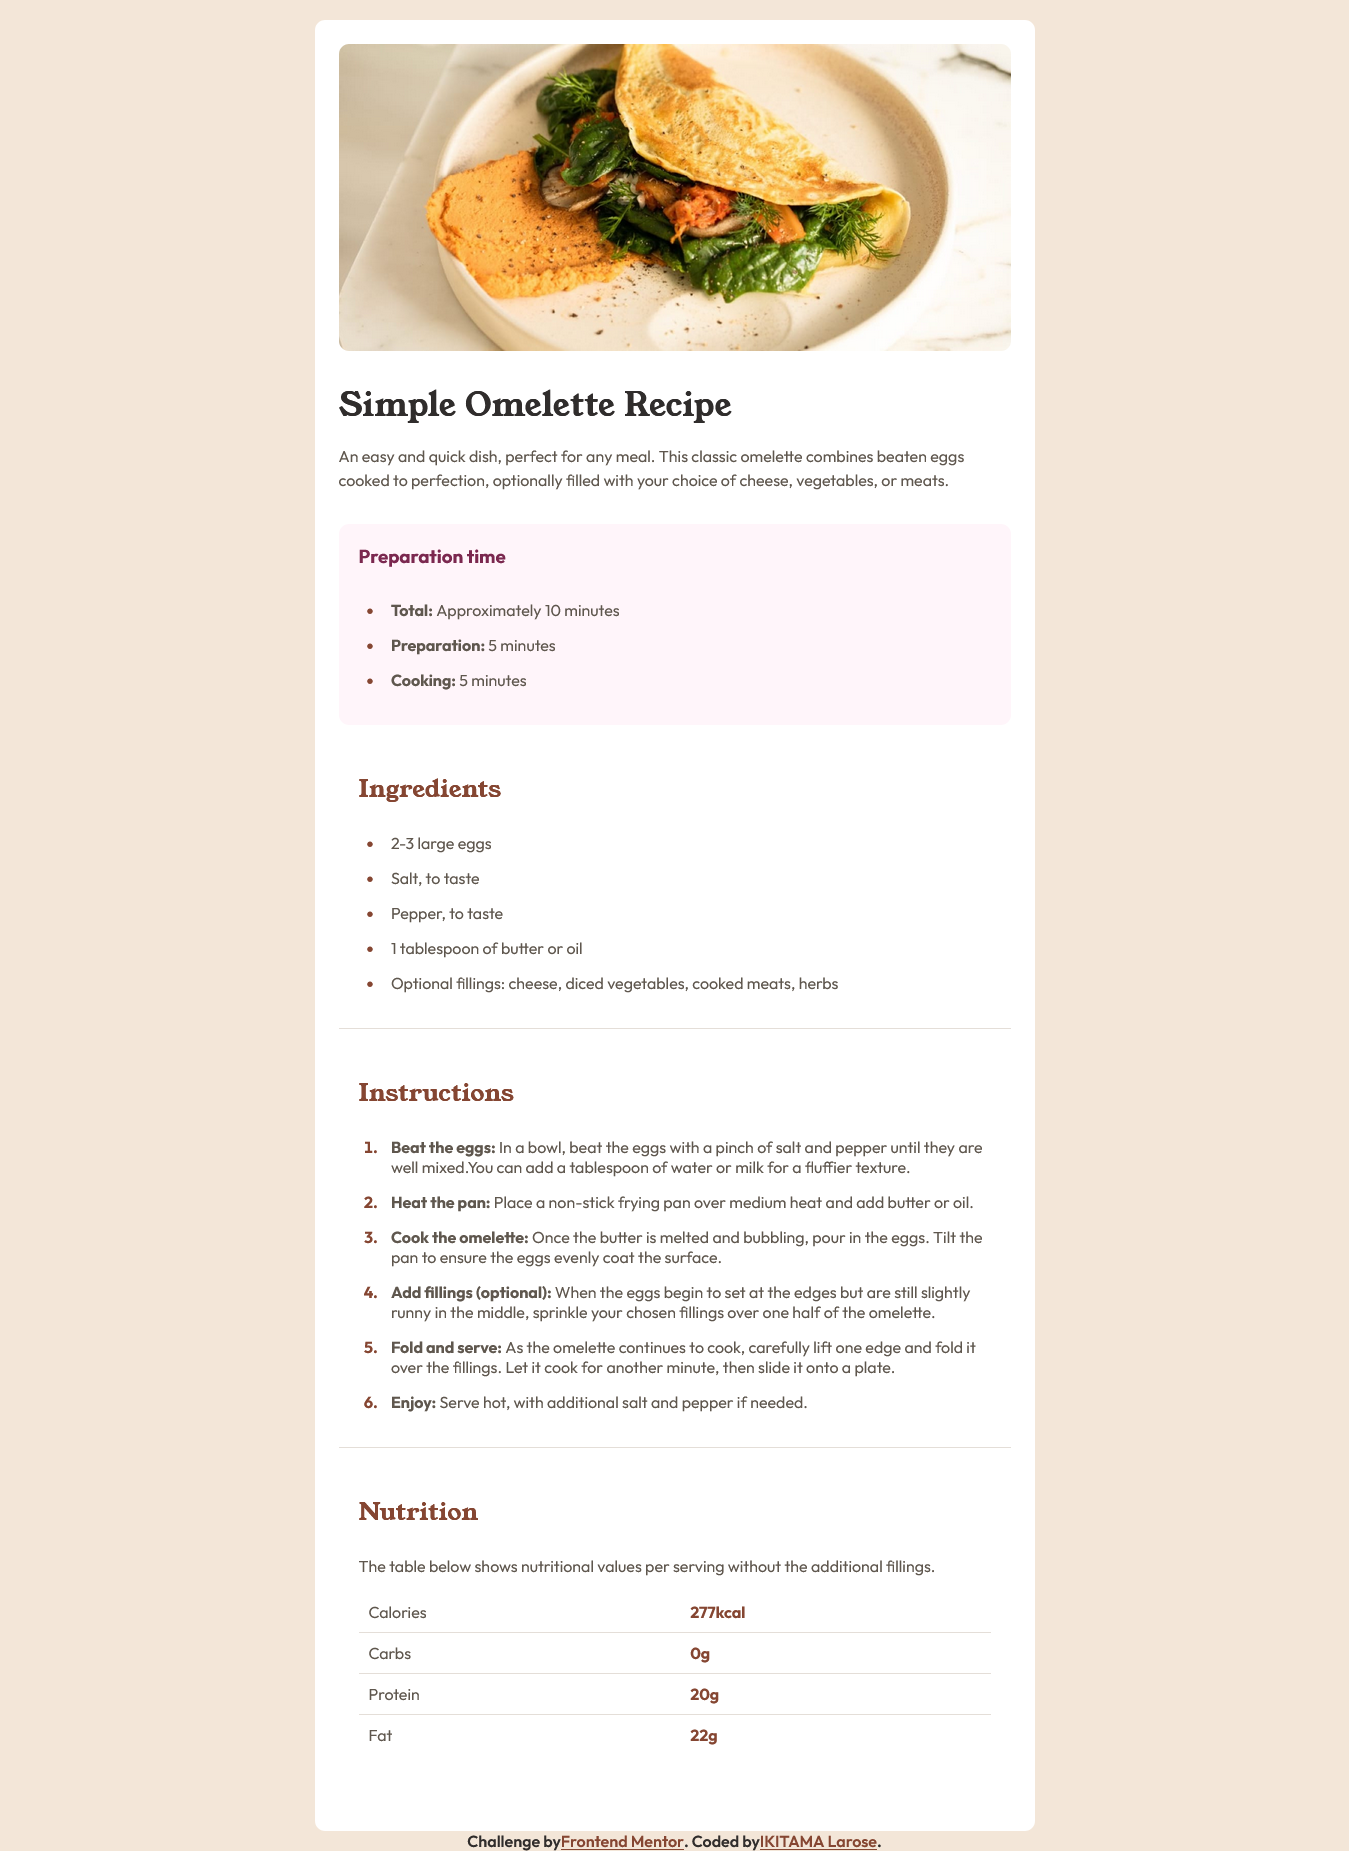 Simple Omelette Recipe
An easy and quick dish, perfect for any meal. This classic omelette combines beaten eggs
cooked to perfection, optionally filled with your choice of cheese, vegetables, or meats.
Preparation time
• Total: Approximately 10 minutes
• Preparation: 5 minutes
• Cooking: 5 minutes
Ingredients
• 2-3 large eggs
• Salt, to taste
• Pepper, to taste
• 1 tablespoon of butter or oil
• Optional fillings: cheese, diced vegetables, cooked meats, herbs
Instructions
1. Beat the eggs: In a bowl, beat the eggs with a pinch of salt and pepper until they are
well mixed.You can add a tablespoon of water or milk for a fluffier texture.
2. Heat the pan: Place a non-stick frying pan over medium heat and add butter or oil.
3. Cook the omelette: Once the butter is melted and bubbling, pour in the eggs. Tilt the
pan to ensure the eggs evenly coat the surface.
4. Add fillings (optional): When the eggs begin to set at the edges but are still slightly
runny in the middle, sprinkle your chosen fillings over one half of the omelette.
5. Fold and serve: As the omelette continues to cook, carefully lift one edge and fold it
over the fillings. Let it cook for another minute, then slide it onto a plate.
6. Enjoy: Serve hot, with additional salt and pepper if needed.
Nutrition
The table below shows nutritional values per serving without the additional fillings.
Calories 277kcal
Carbs 0g
Protein 20g
Fat 22g
Challenge byFrontend Mentor. Coded byIKITAMA Larose.